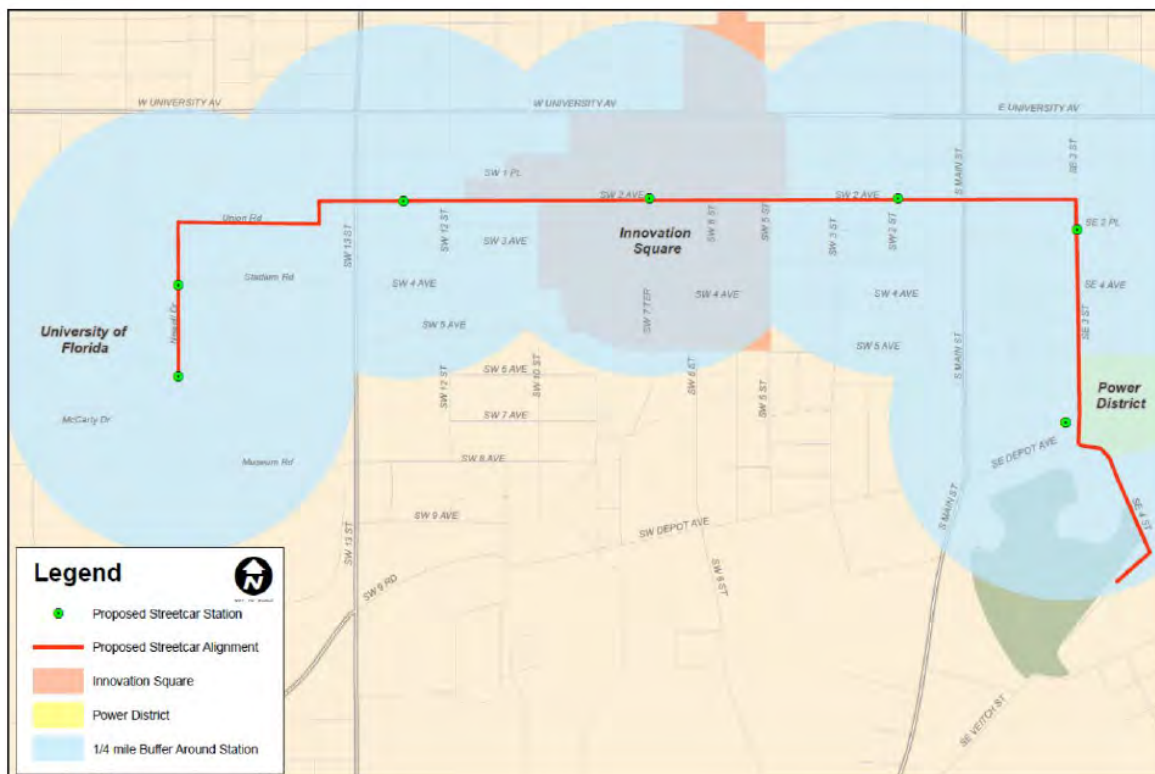 W UNIVERSITY AV
W UNIVERSITY AV
E UNIVERSITY AV
SW 1 PL
S MAIN ST
SE 3 ST
SW 2 AVE
SW 2 AVE
Union Rd
SW 13 ST
SW 12 ST
SW 3 AVE
Innovation
Square
SW 6 ST
SW 5 ST
SW 3 ST
SW 2 ST
SE 2 PL
Stadium Rd
SW 4 AVE
SW 7 TER
SW 4 AVE
SW 4 AVE
SE 4 AVE
SE 3 ST
University of
Florida
Newell Dr
SW 5 AVE
SW 5 AVE
S MAIN ST
SW 12 ST
SW 10 ST
SW 6 ST
SW 5 ST
Power
District
McCarty Dr
SW 7 AVE
Museum Rd
SW 8 AVE
SE DEPOT AVE
SW 9 AVE
SW 13 ST
SW DEPOT AVE
S MAIN ST
SE 4 ST
SW 9 RD
SW 6 ST
SE VEITCH ST
Legend
N
Proposed Streetcar Station
Proposed Streetcar Alignment
Innovation Square
Power District
1/4 mile Buffer Around Station